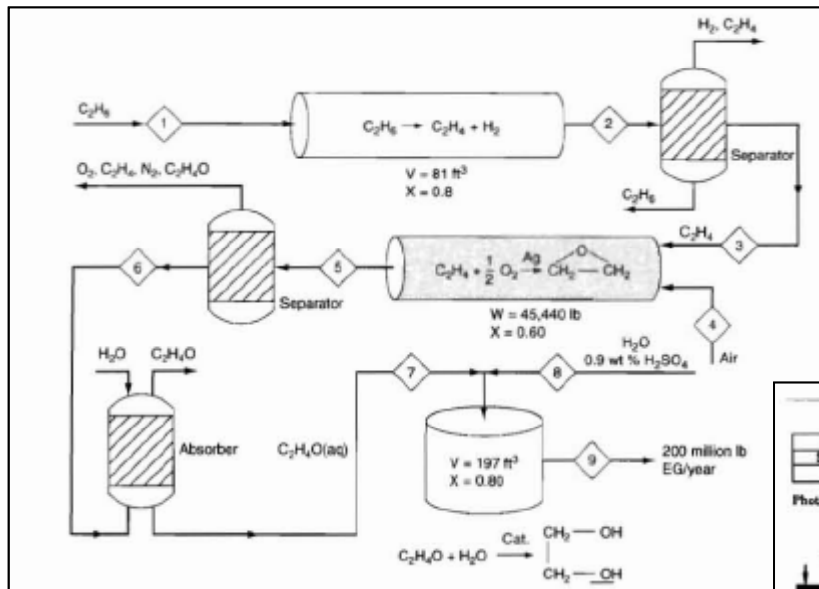 H₂, C₂H₄
C₂H₆
1
C₂H₆ → C₂H₄ + H₂
2
Separator
V = 81 ft³
X = 0.8
O₂, C₂H₄, N₂, C₂H₄O
C₂H₆
C₂H₄
3
6
5
C₂H₄ + 1/2 O₂ Ag → CH₂ — CH₂
O
Separator
W = 45,440 lb
X = 0.60
4
H₂O
C₂H₄O
7
H₂O
0.9 wt % H₂SO₄
8
Air
Absorber
C₂H₄O(aq)
V = 197 ft³
X = 0.80
9
200 million lb
EG/year
Cat.
C₂H₄O + H₂O → CH₂—OH
CH₂—OH